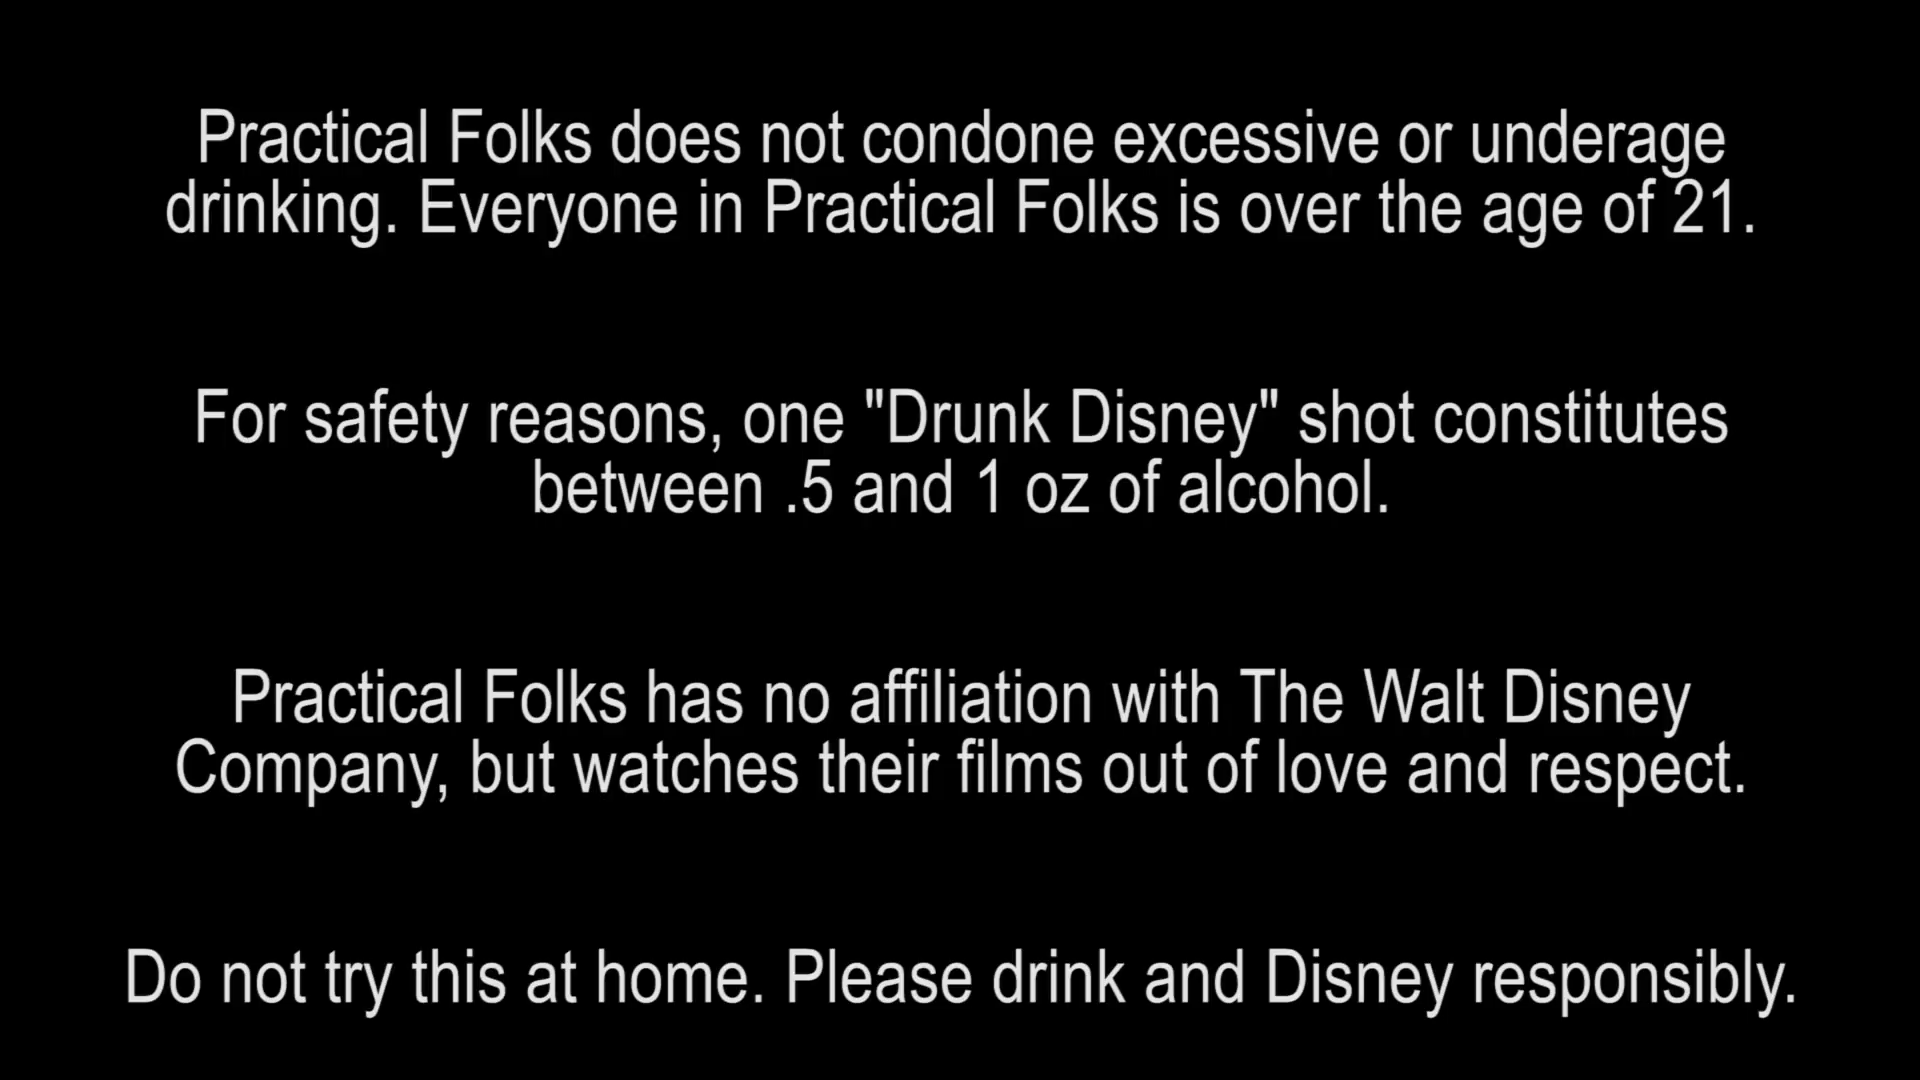 Practical Folks does not condone excessive or underage
drinking. Everyone in Practical Folks is over the age of 21.
For safety reasons, one "Drunk Disney" shot constitutes
between .5 and 1 oz of alcohol.
Practical Folks has no affiliation with The Walt Disney
Company, but watches their films out of love and respect.
Do not try this at home. Please drink and Disney responsibly.